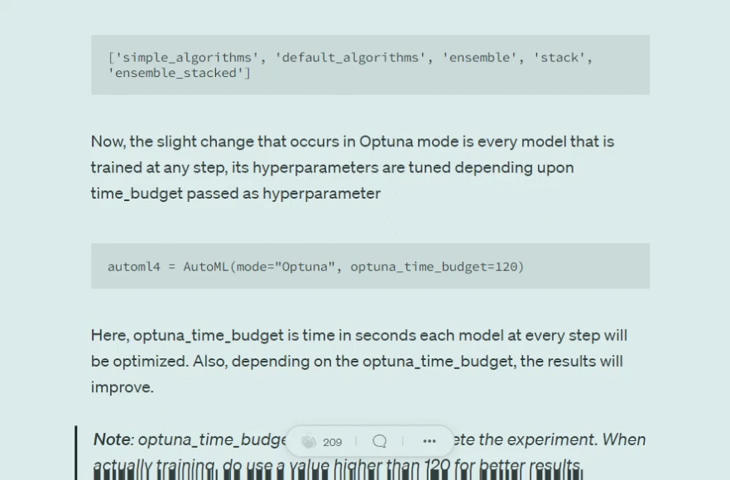 ['simple_algorithms', 'default_algorithms', 'ensemble', 'stack',
'ensemble_stacked']
Now, the slight change that occurs in Optuna mode is every model that is
trained at any step, its hyperparameters are tuned depending upon
time_budget passed as hyperparameter
automl4 = AutoML(mode="Optuna", optuna_time_budget=120)
Here, optuna_time_budget is time in seconds each model at every step will
be optimized. Also, depending on the optuna_time_budget, the results will
improve.
Note: optuna_time_budge 209 ete the experiment. When
actually training, do use a value higher than 120 for better results.